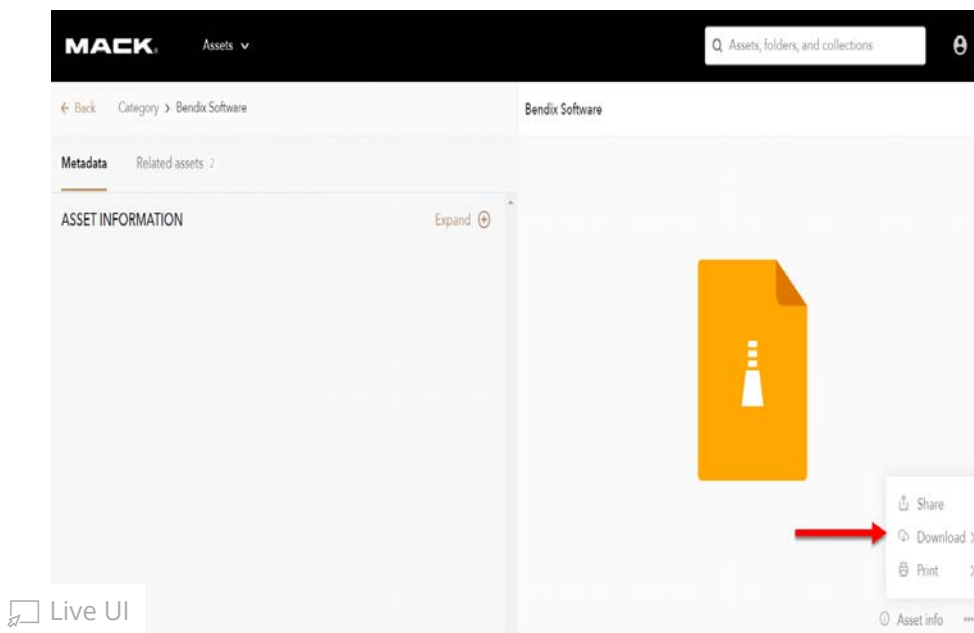 MACK.
Assets
Assets, folders, and collections
Back Category > Bendix Software
Bendix Software
Metadata Related assets 2
ASSET INFORMATION
Expand
Share
Download >
Print >
Asset info ...
Live UI